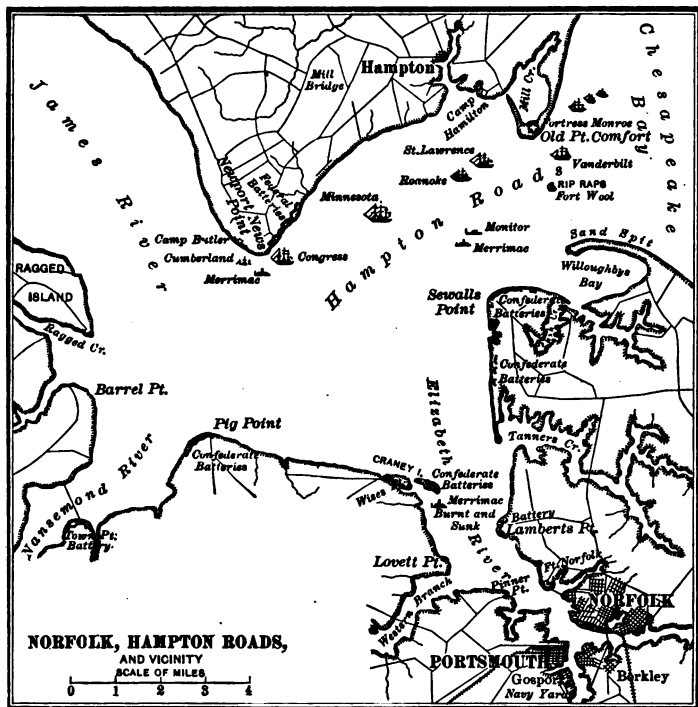 Chesapeake Bay
James River
Mill Bridge
Hampton
Mill Cr.
Camp Hamilton
Fortress Monroe
Old Pt. Comfort
St. Lawrence
Vanderbilt
Roanoke
RIP RAPS
Fort Wool
Newport News Point
Federal Batteries
Minnesota
Hampton Roads
Monitor
Merrimac
Camp Butler
Cumberland
Congress
Merrimac
Sand Spit
Willoughbys
Bay
RAGGED
ISLAND
Ragged Cr.
Sewalls
Point
Confederate
Batteries
Confederate
Batteries
Barrel Pt.
Pig Point
Elizabeth River
Tanners Cr.
Nansemond River
Confederate
Batteries
CRANEY I.
Confederate
Batteries
Wises
Merrimac
Burnt and
Sunk
Battery
Lamberts Pt.
Town Pt.
Battery
Lovett Pt.
Ft. Norfolk
Pinner
Pt.
Western Branch
NORFOLK
PORTSMOUTH
Berkley
Gosport
Navy Yard
NORFOLK, HAMPTON ROADS,
AND VICINITY
SCALE OF MILES
0 1 2 3 4